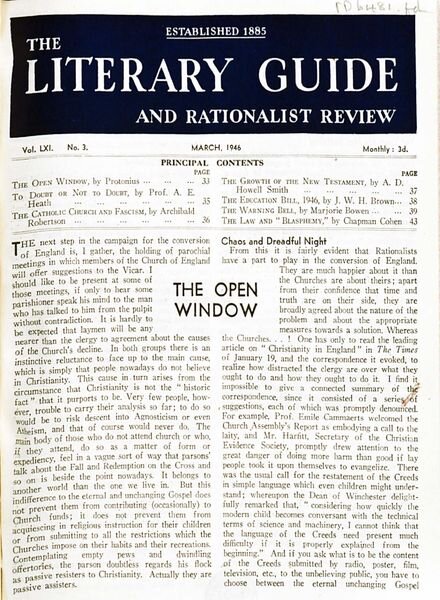 ESTABLISHED 1885
THE
LITERARY GUIDE
AND RATIONALIST REVIEW
Vol. LXI. No. 3. MARCH, 1946 Monthly: 3d.
PRINCIPAL CONTENTS
PAGE
THE OPEN WINDOW, by Protonius ... ... ... 33
TO DOUBT OR NOT TO DOUBT, by Prof. A. E.
Heath ... ... ... ... ... ... 35
THE CATHOLIC CHURCH AND FASCISM, by Archibald
Robertson ... ... ... ... ... ... 36
PAGE
THE GROWTH OF THE NEW TESTAMENT, by A. D.
Howell Smith ... ... ... ... ... 37
THE EDUCATION BILL, 1946, by J. W. H. Brown... 38
THE WARNING BELL, by Marjorie Bowen ... ... 39
THE LAW AND "BLASPHEMY," by Chapman Cohen 43
THE OPEN
WINDOW
THE next step in the campaign for the conversion
of England is, I gather, the holding of parochial
meetings in which members of the Church of England
will offer suggestions to the Vicar. I
should like to be present at some of
those meetings, if only to hear some
parishioner speak his mind to the man
who has talked to him from the pulpit
without contradiction. It is hardly to
be expected that laymen will be any
nearer than the clergy to agreement about the causes
of the Church's decline. In both groups there is an
instinctive reluctance to face up to the main cause,
which is simply that people nowadays do not believe
in Christianity. This cause in turn arises from the
circumstance that Christianity is not the "historic
fact" that it purports to be. Very few people, how-
ever, trouble to carry their analysis so far; to do so
would be to risk descent into Agnosticism or even
Atheism, and that of course would never do. The
main body of those who do not attend church or who,
if they attend, do so as a matter of form or
expediency, feel in a vague sort of way that parsons'
talk about the Fall and Redemption on the Cross and
so on is beside the point nowadays. It belongs to
another world than the one we live in. But this
indifference to the eternal and unchanging Gospel does
not prevent them from contributing (occasionally) to
Church funds; it does not prevent them from
acquiescing in religious instruction for their children
or from submitting to all the restrictions which the
Churches impose on their habits and their recreations.
Contemplating empty pews and dwindling
offertories, the parson doubtless regards his flock
as passive resisters to Christianity. Actually they are
passive assisters.
Chaos and Dreadful Night
From this it is fairly evident that Rationalists
have a part to play in the conversion of England.
They are much happier about it than
the Churches are about theirs; apart
from their confidence that time and
truth are on their side, they are
broadly agreed about the nature of the
problem and about the appropriate
measures towards a solution. Whereas
the Churches. . . ! One has only to read the leading
article on "Christianity in England" in The Times
of January 19, and the correspondence it evoked, to
realize how distracted the clergy are over what they
ought to do and how they ought to do it. I find it
impossible to give a connected summary of the
correspondence, since it consisted of a series of
suggestions, each of which was promptly denounced.
For example, Prof. Emile Cammaerts welcomed the
Church Assembly's Report as embodying a call to the
laity, and Mr. Harfitt, Secretary of the Christian
Evidence Society, promptly drew attention to the
great danger of doing more harm than good if lay
people took it upon themselves to evangelize. There
was the usual call for the restatement of the Creeds
in simple language which even children might under-
stand; whereupon the Dean of Winchester delight-
fully remarked that, "considering how quickly the
modern child becomes conversant with the technical
terms of science and machinery, I cannot think that
the language of the Creeds need present much
difficulty if it is properly explained from the
beginning." And if you ask what is to be the content
of the Creeds submitted by radio, poster, film,
television, etc., to the unbelieving public, you have to
choose between the eternal and unchanging Gospel